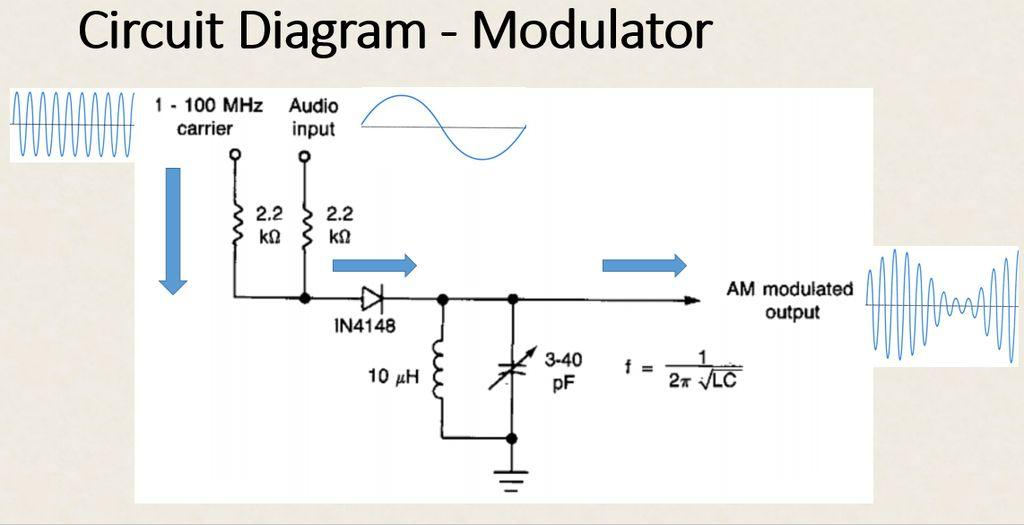 Circuit Diagram - Modulator
1 - 100 MHz
carrier
Audio
input
2.2
kΩ
2.2
kΩ
IN4148
10 μH
3-40
pF
f = 1
2π √LC
AM modulated
output